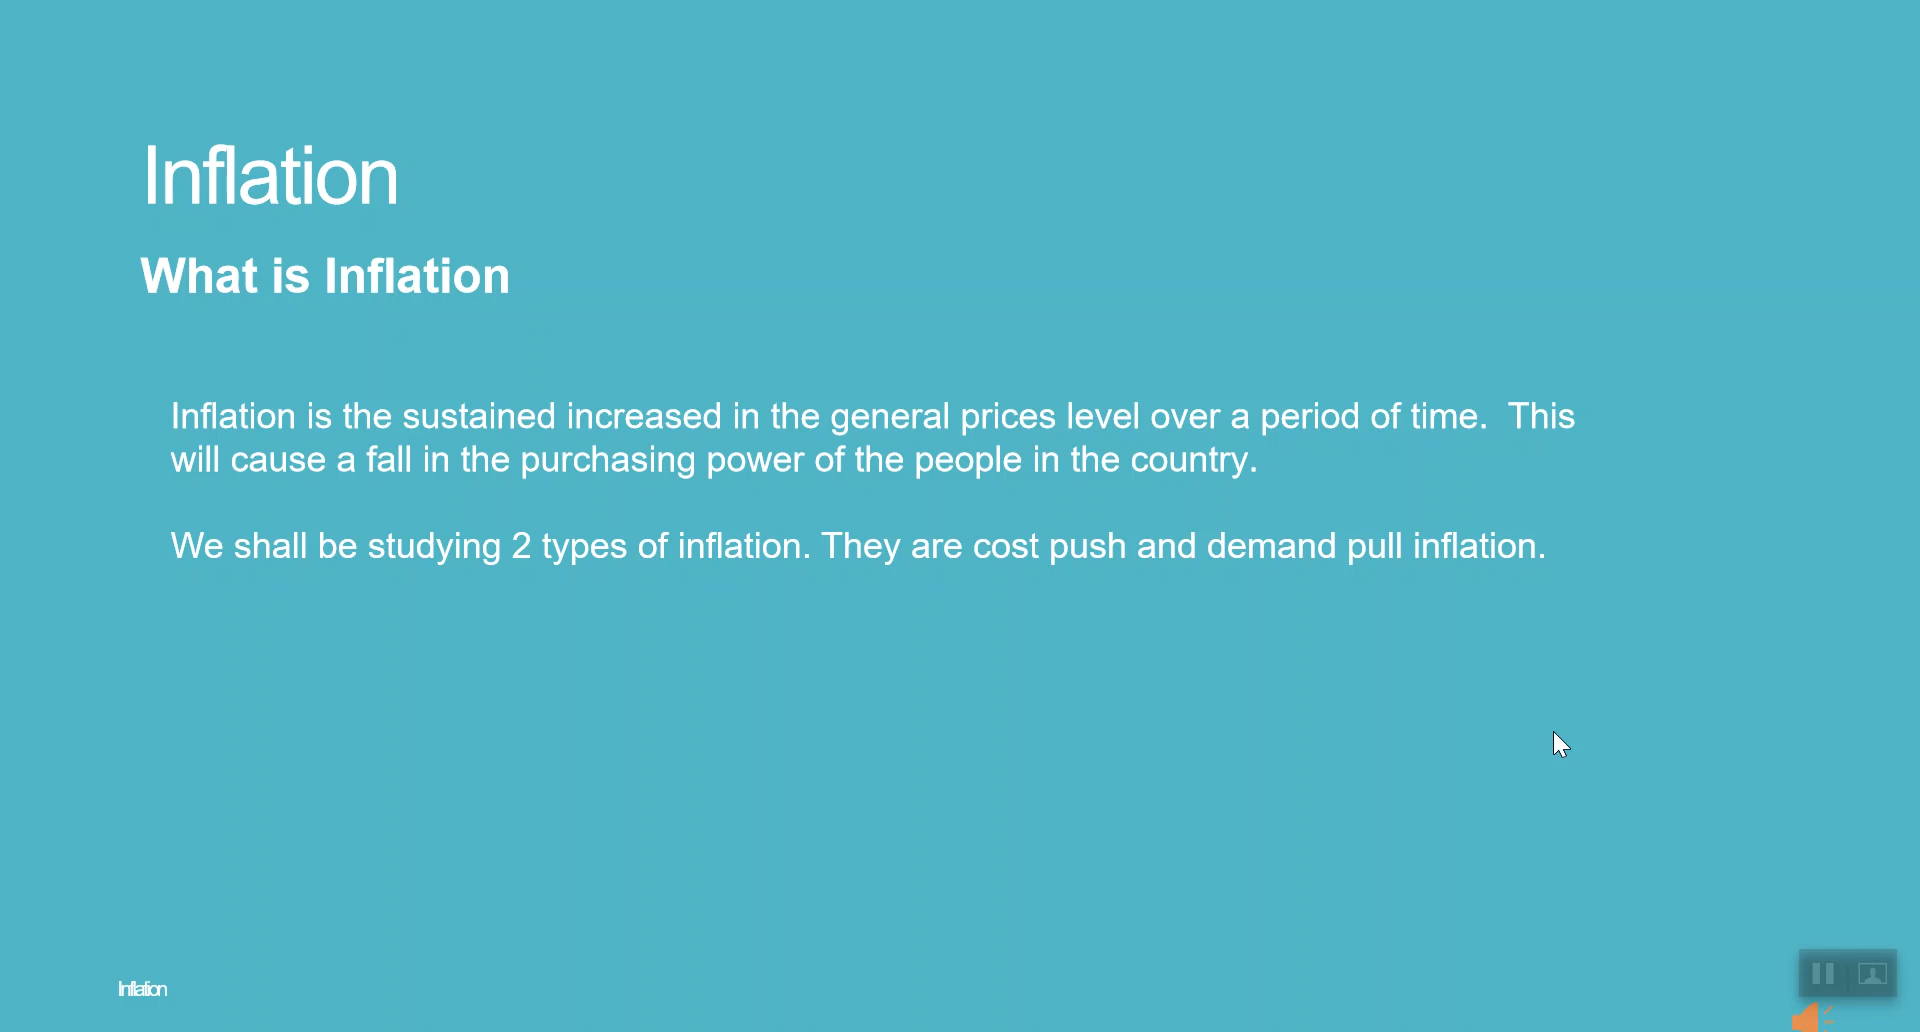 Inflation
What is Inflation
Inflation is the sustained increased in the general prices level over a period of time.  This
will cause a fall in the purchasing power of the people in the country.
We shall be studying 2 types of inflation. They are cost push and demand pull inflation.
Inflation